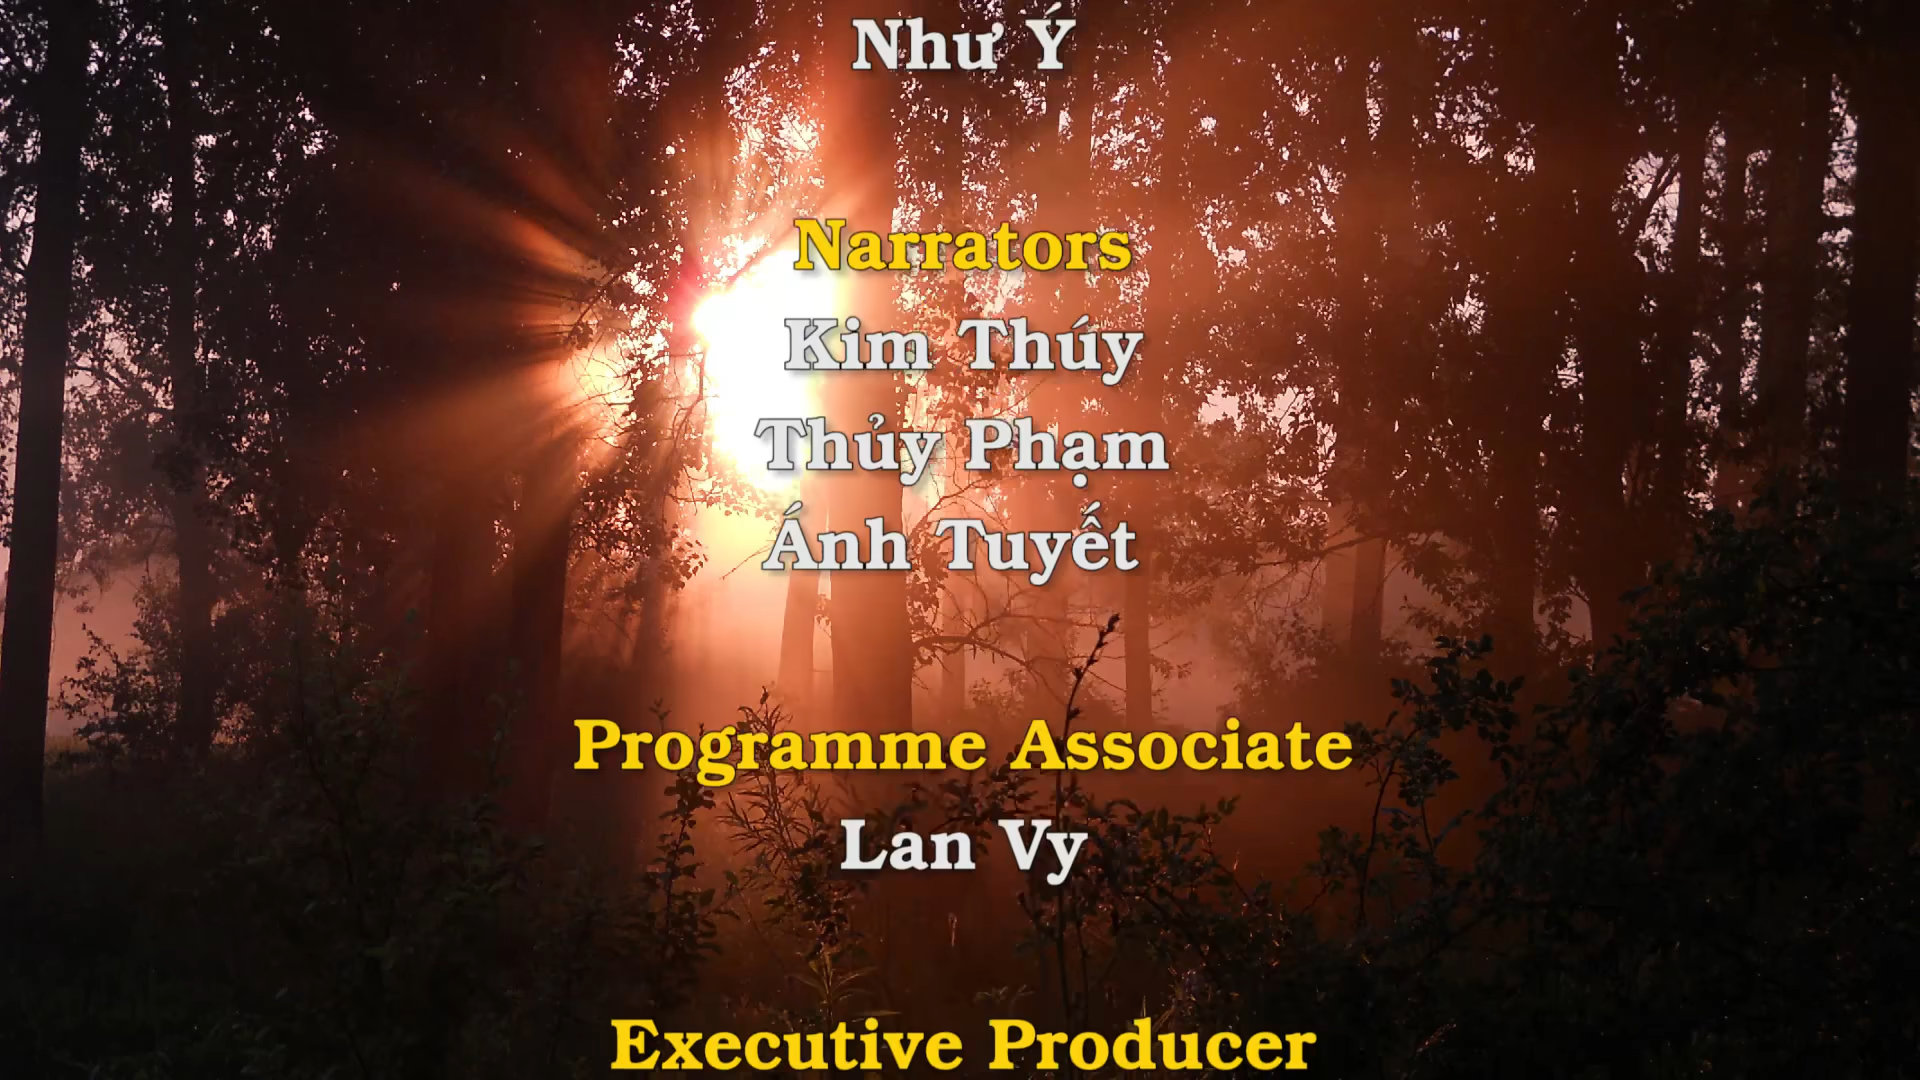 Như Ý
Narrators
Kim Thúy
Thủy Phạm
Ánh Tuyết
Programme Associate
Lan Vy
Executive Producer